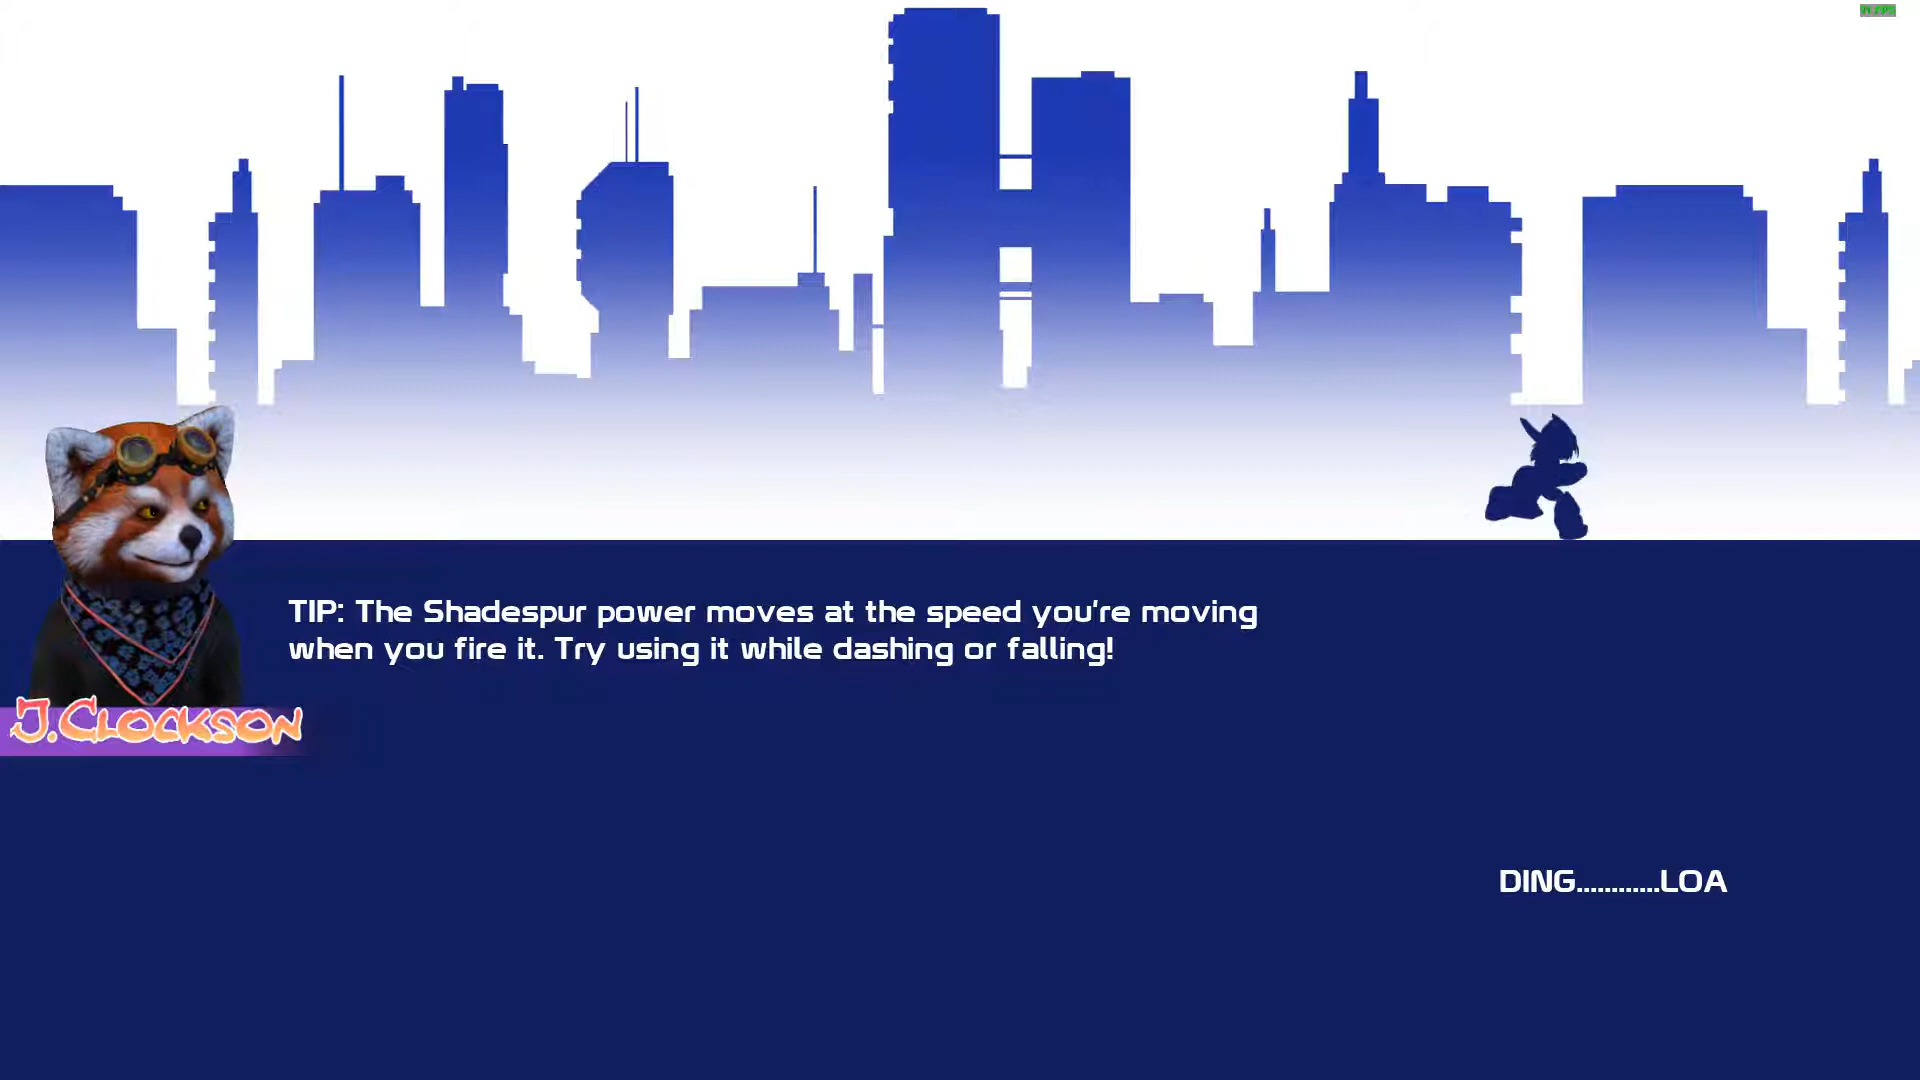 TIP: The Shadespur power moves at the speed you're moving
when you fire it. Try using it while dashing or falling!
J.CLOCKSON
DING............LOA